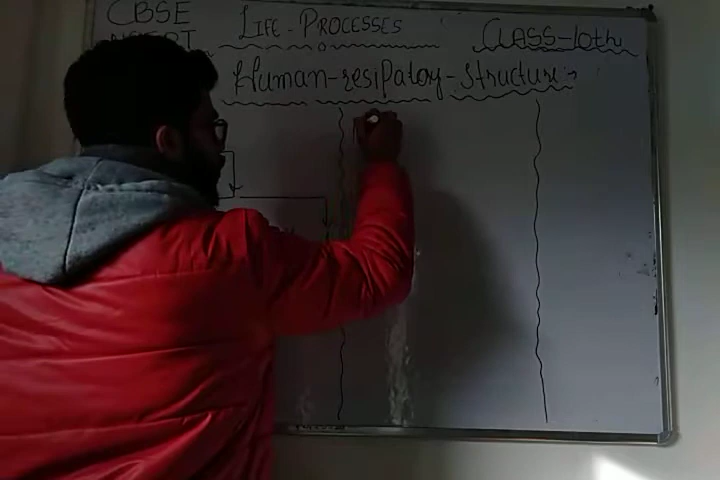 CBSE
LIFE-PROCESSES
CLASS-10th
NCERT
Human-resipatory-structure:-